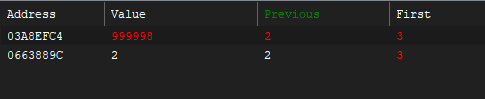 Address Value Previous First
03A8EFC4 999998 2 3
0663889C 2 2 3